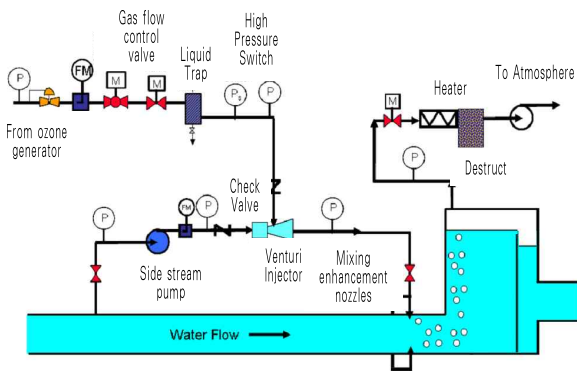 Gas flow
control
valve
Liquid
Trap
High
Pressure
Switch
P
FM
M
M
P_s
P
From ozone
generator
M
Heater
To Atmosphere
P
Destruct
Check
Valve
P
FM
P
P
Side stream
pump
Venturi
Injector
Mixing
enhancement
nozzles
Water Flow